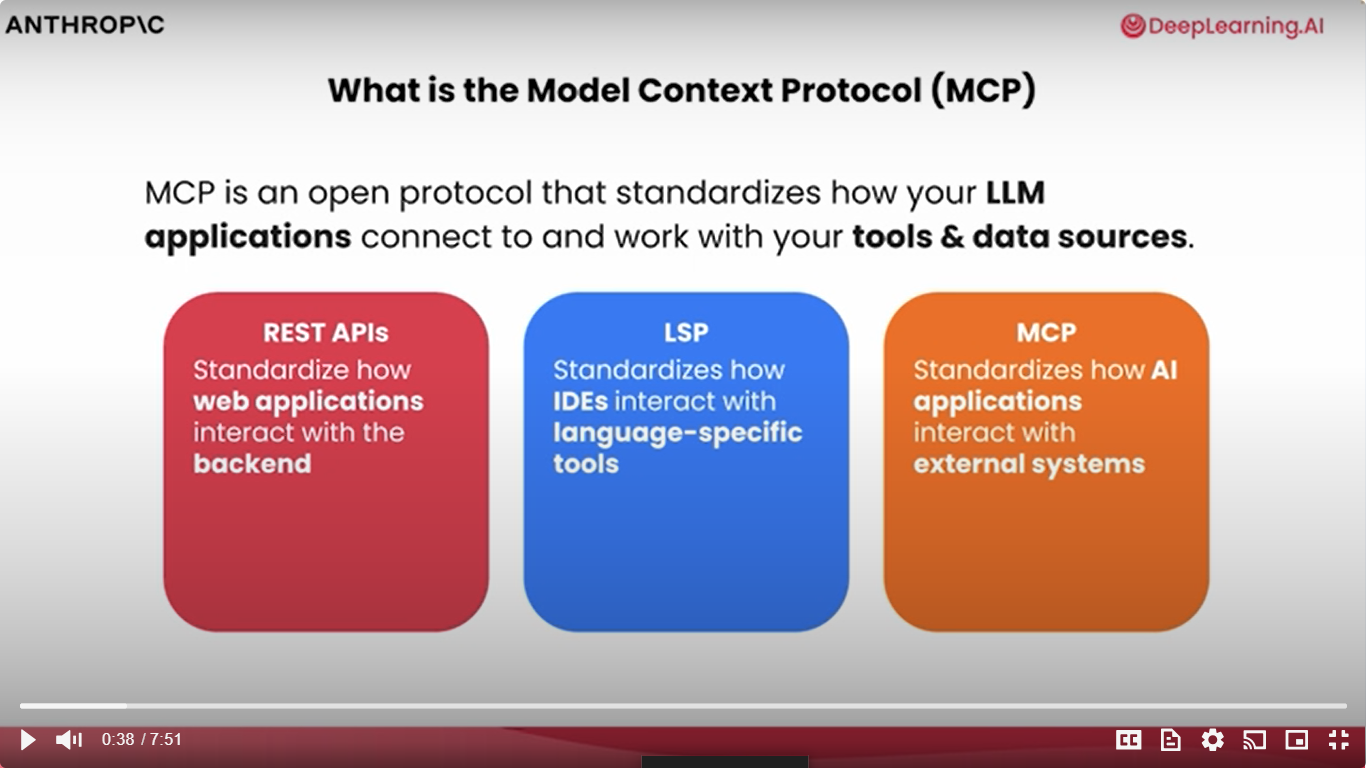 ANTHROP\C
DeepLearning.AI
What is the Model Context Protocol (MCP)
MCP is an open protocol that standardizes how your LLM
applications connect to and work with your tools & data sources.
REST APIs
Standardize how
web applications
interact with the
backend
LSP
Standardizes how
IDEs interact with
language-specific
tools
MCP
Standardizes how AI
applications
interact with
external systems
0:38 / 7:51
CC